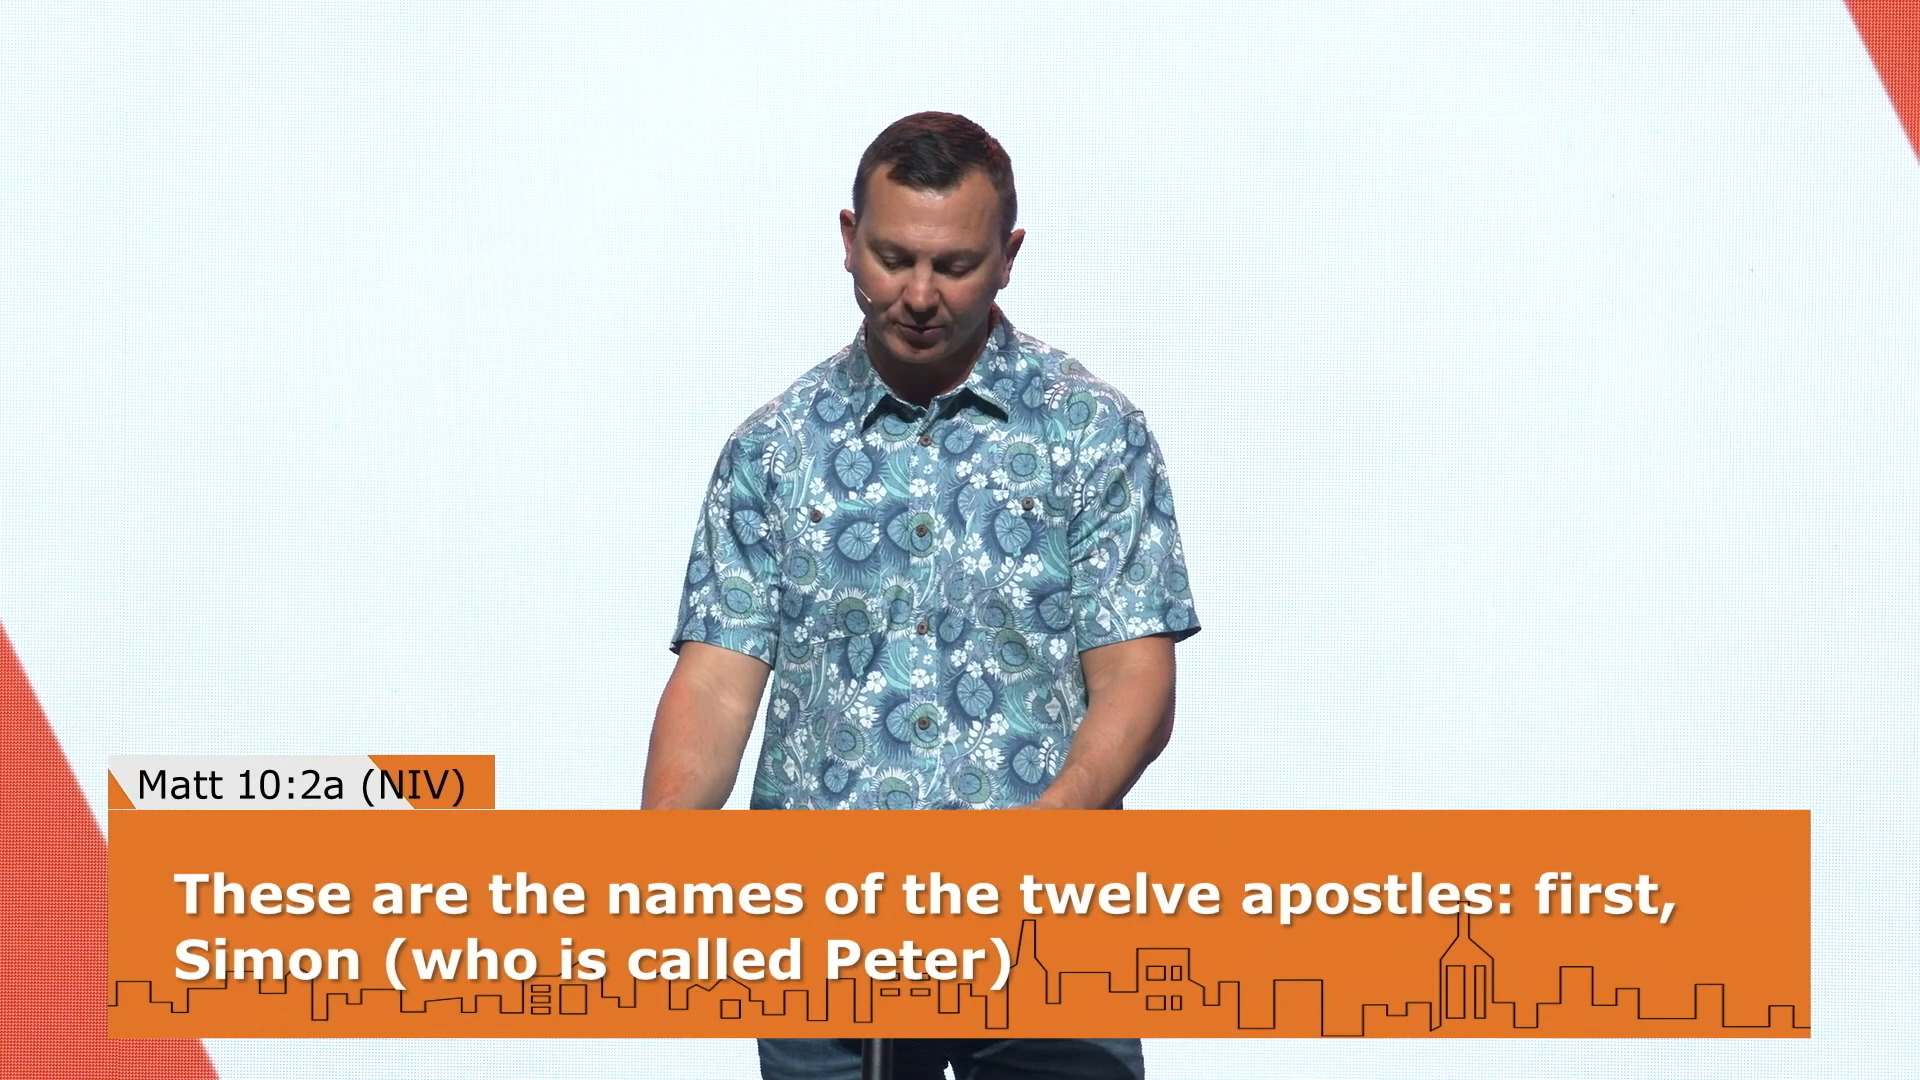 Matt 10:2a (NIV)
These are the names of the twelve apostles: first,
Simon (who is called Peter)